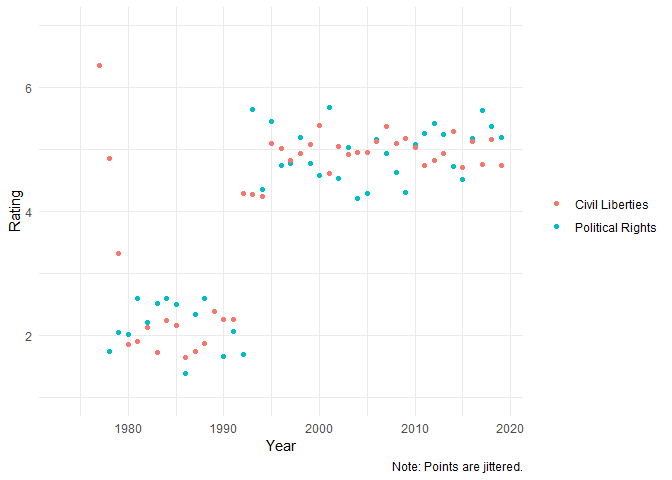 6
4
2
Rating
1980 1990 2000 2010 2020
Year
Civil Liberties
Political Rights
Note: Points are jittered.